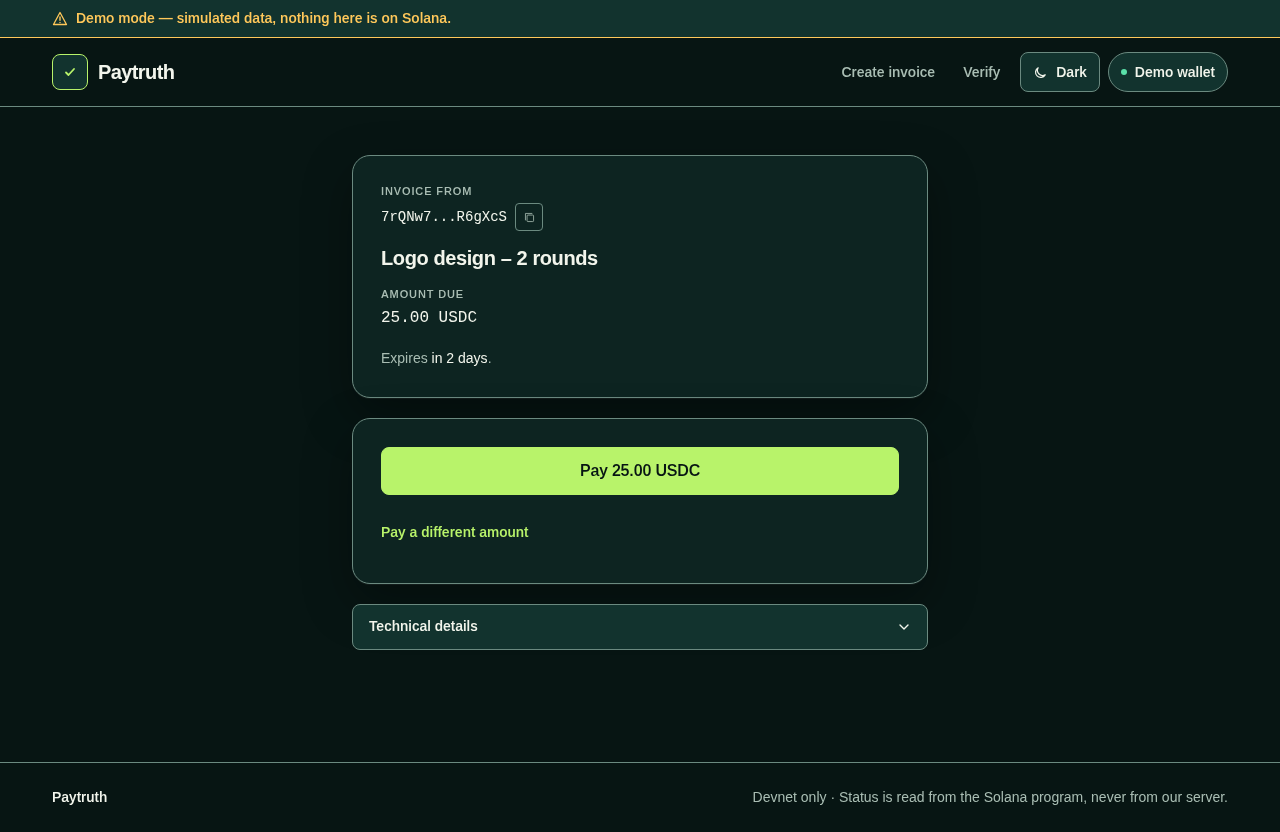 Demo mode — simulated data, nothing here is on Solana.
Paytruth
Create invoice
Verify
Dark
Demo wallet
INVOICE FROM
7rQNw7...R6gXcS
Logo design – 2 rounds
AMOUNT DUE
25.00 USDC
Expires in 2 days.
Pay 25.00 USDC
Pay a different amount
Technical details
Paytruth
Devnet only · Status is read from the Solana program, never from our server.